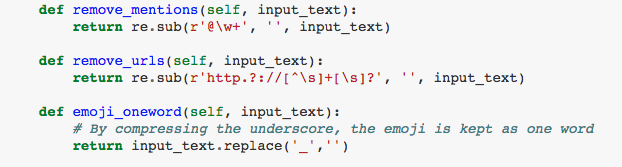 def remove_mentions(self, input_text):
    return re.sub(r'@\w+', '', input_text)
def remove_urls(self, input_text):
    return re.sub(r'http.?://[^\s]+[\s]?', '', input_text)
def emoji_oneword(self, input_text):
    # By compressing the underscore, the emoji is kept as one word
    return input_text.replace('_','')